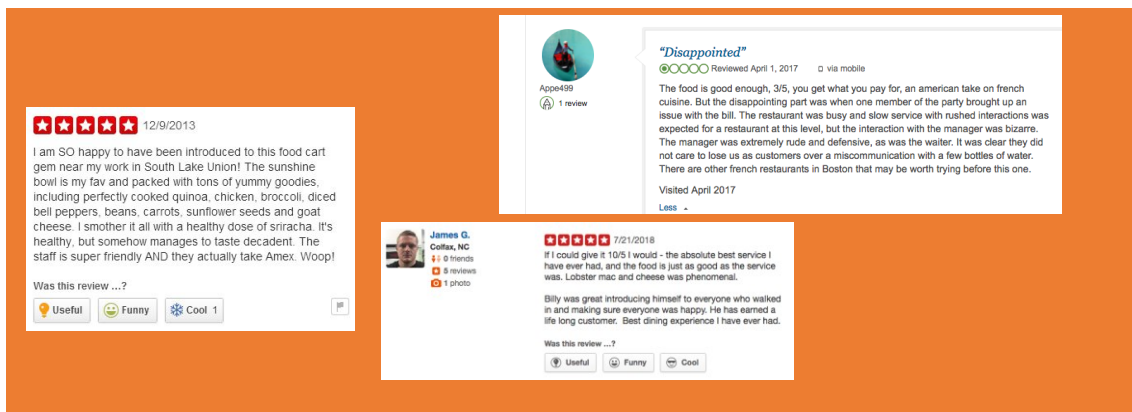 12/9/2013
I am SO happy to have been introduced to this food cart
gem near my work in South Lake Union! The sunshine
bowl is my fav and packed with tons of yummy goodies,
including perfectly cooked quinoa, chicken, broccoli, diced
bell peppers, beans, carrots, sunflower seeds and goat
cheese. I smother it all with a healthy dose of sriracha. It's
healthy, but somehow manages to taste decadent. The
staff is super friendly AND they actually take Amex. Woop!
Was this review ...?
Useful Funny Cool 1
Appe499
1 review
“Disappointed”
Reviewed April 1, 2017 via mobile
The food is good enough, 3/5, you get what you pay for, an american take on french
cuisine. But the disappointing part was when one member of the party brought up an
issue with the bill. The restaurant was busy and slow service with rushed interactions was
expected for a restaurant at this level, but the interaction with the manager was bizarre.
The manager was extremely rude and defensive, as was the waiter. It was clear they did
not care to lose us as customers over a miscommunication with a few bottles of water.
There are other french restaurants in Boston that may be worth trying before this one.
Visited April 2017
Less
James G.
Colfax, NC
0 friends
5 reviews
1 photo
7/21/2018
If I could give it 10/5 I would - the absolute best service I
have ever had, and the food is just as good as the service
was. Lobster mac and cheese was phenomenal.
Billy was great introducing himself to everyone who walked
in and making sure everyone was happy. He has earned a
life long customer. Best dining experience I have ever had.
Was this review ...?
Useful Funny Cool